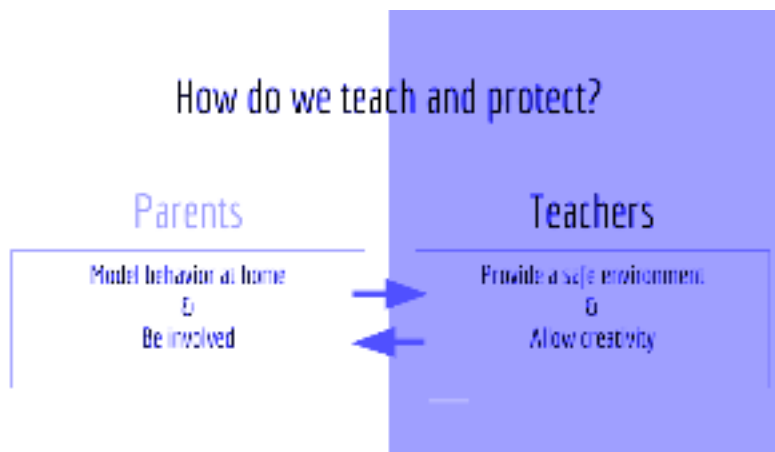 How do we teach and protect?
Parents
Model behavior at home
&
Be involved
Teachers
Provide a safe environment
&
Allow creativity